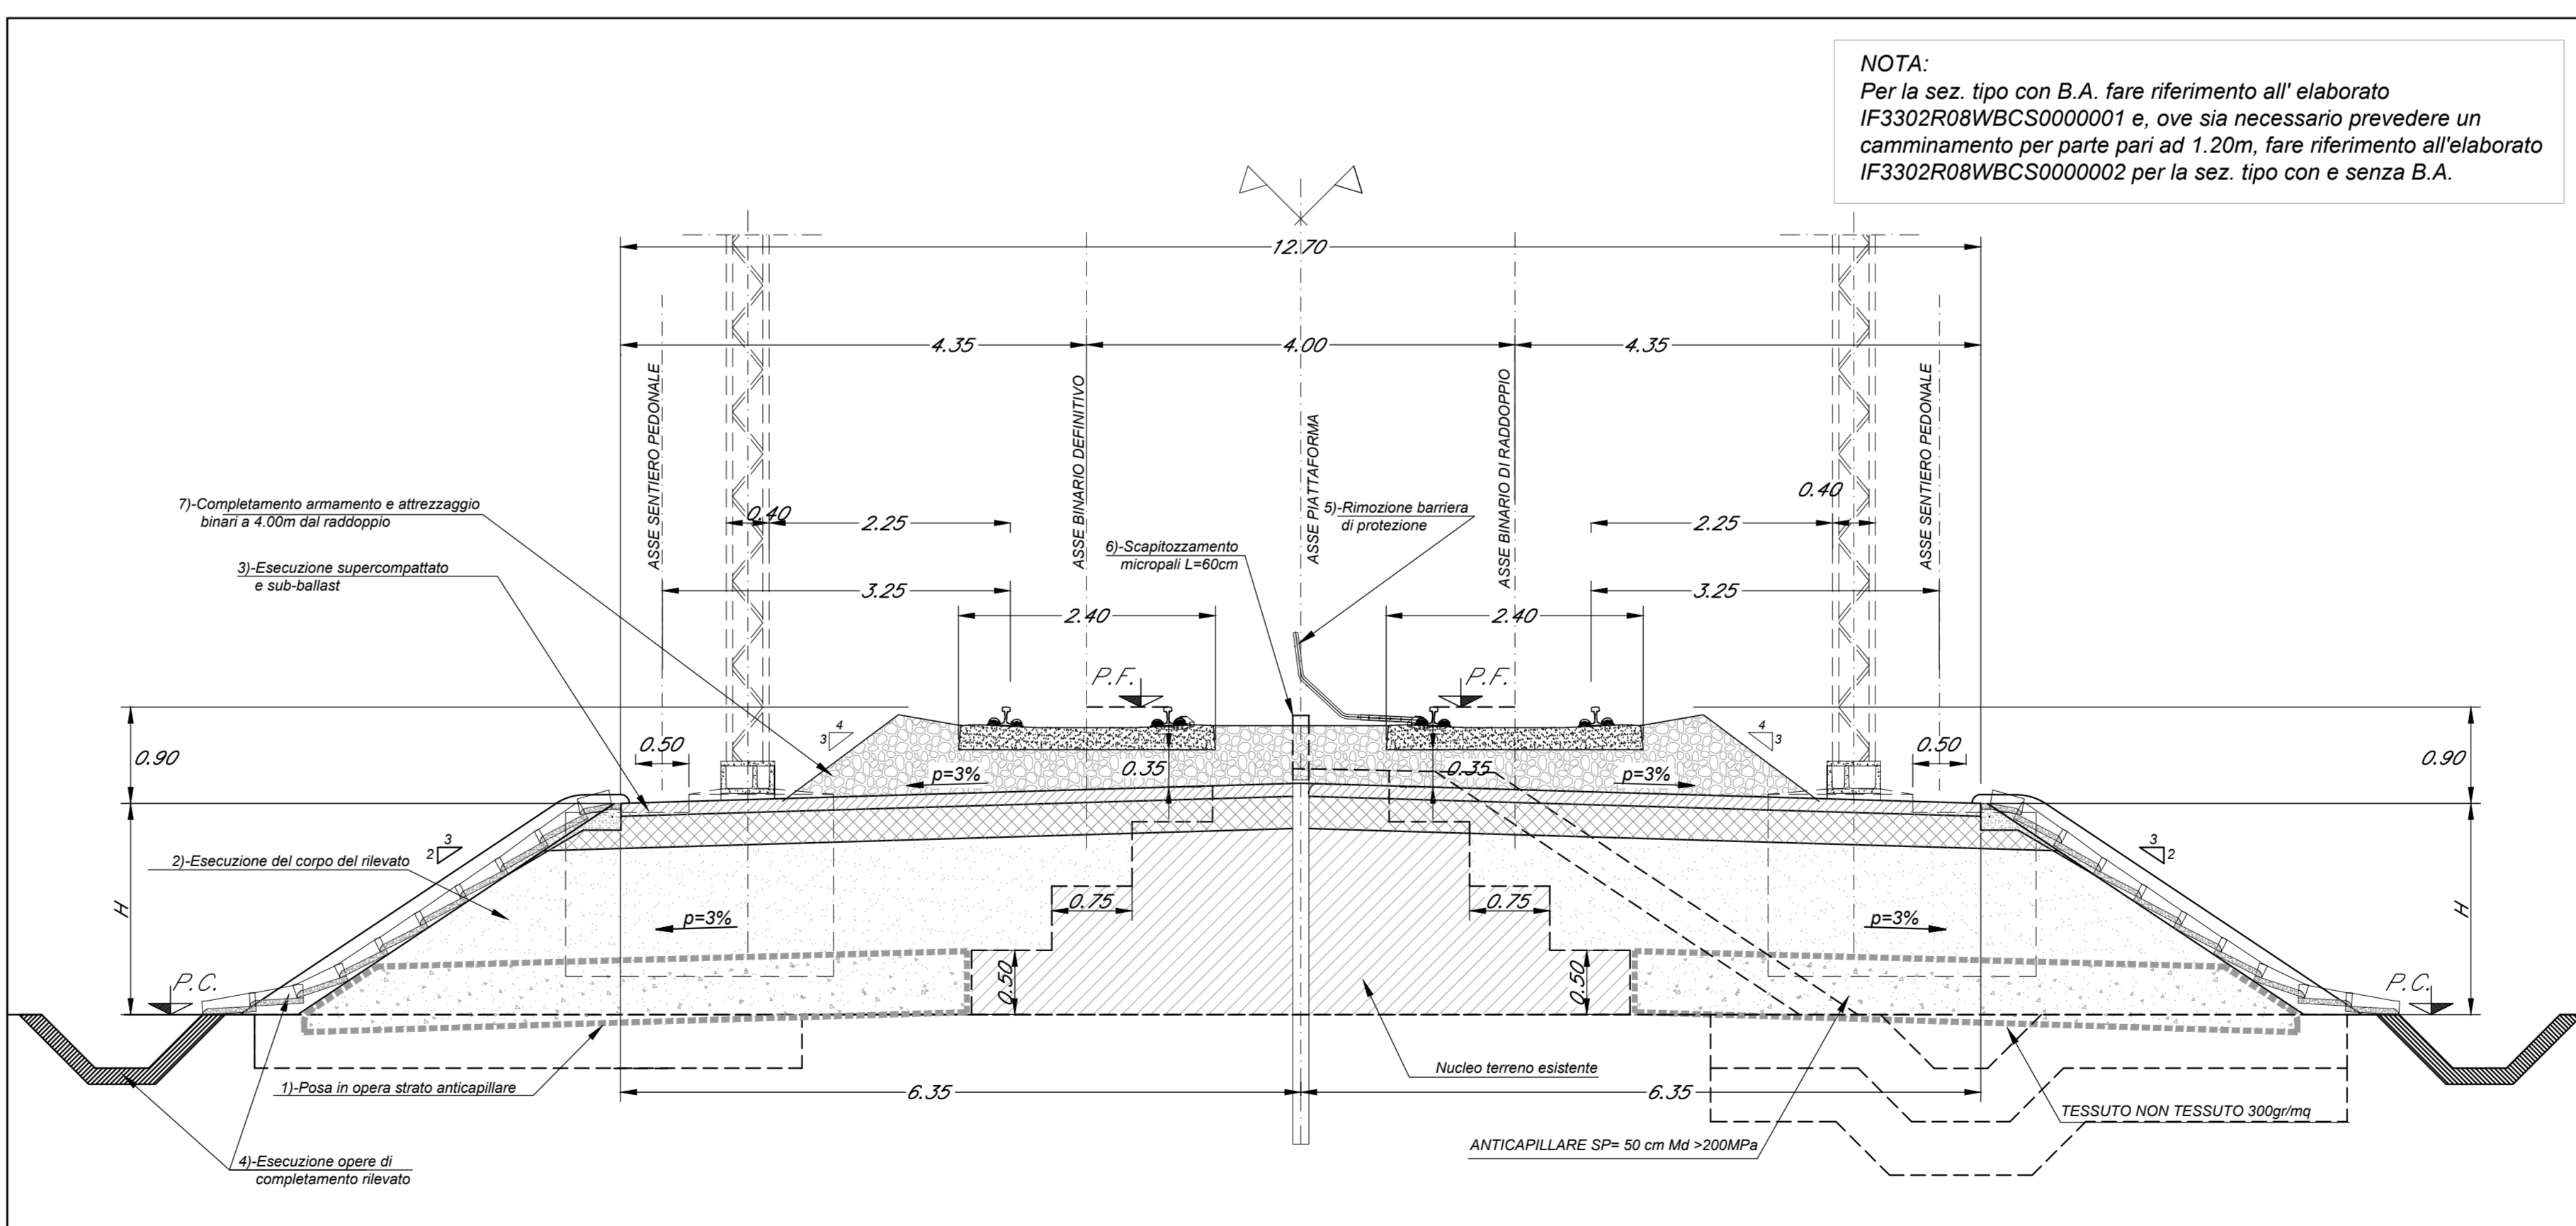 NOTA:
Per la sez. tipo con B.A. fare riferimento all' elaborato
IF3302R08WBCS0000001 e, ove sia necessario prevedere un
camminamento per parte pari ad 1.20m, fare riferimento all'elaborato
IF3302R08WBCS0000002 per la sez. tipo con e senza B.A.
12.70
4.35
4.00
4.35
ASSE SENTIERO PEDONALE
ASSE BINARIO DEFINITIVO
ASSE PIATTAFORMA
ASSE BINARIO DI RADDOPPIO
ASSE SENTIERO PEDONALE
7)-Completamento armamento e attrezzaggio
binari a 4.00m dal raddoppio
0.40
2.25
5)-Rimozione barriera
di protezione
2.25
0.40
3)-Esecuzione supercompattato
e sub-ballast
6)-Scapitozzamento
micropali L=60cm
3.25
3.25
2.40
2.40
P.F.
P.F.
4
3
4
3
0.90
0.50
0.35
0.35
0.50
0.90
p=3%
p=3%
3
2
3
2
2)-Esecuzione del corpo del rilevato
H
0.75
0.75
H
p=3%
p=3%
P.C.
0.50
0.50
P.C.
1)-Posa in opera strato anticapillare
6.35
Nucleo terreno esistente
6.35
TESSUTO NON TESSUTO 300gr/mq
ANTICAPILLARE SP= 50 cm Md >200MPa
4)-Esecuzione opere di
completamento rilevato